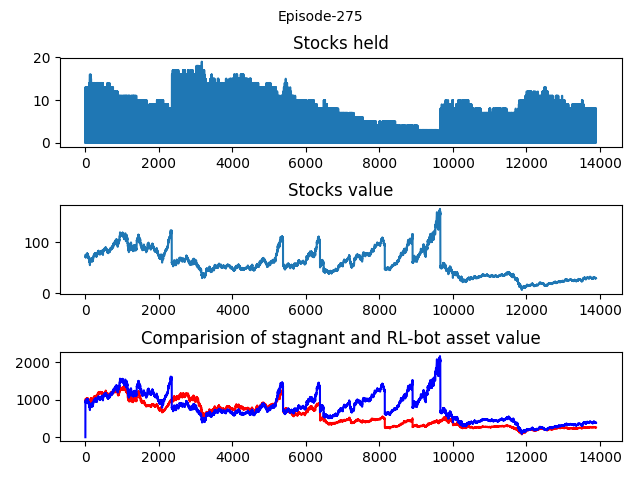 Episode-275
Stocks held
20
10
0
0 2000 4000 6000 8000 10000 12000 14000
Stocks value
100
0
0 2000 4000 6000 8000 10000 12000 14000
Comparision of stagnant and RL-bot asset value
2000
1000
0
0 2000 4000 6000 8000 10000 12000 14000